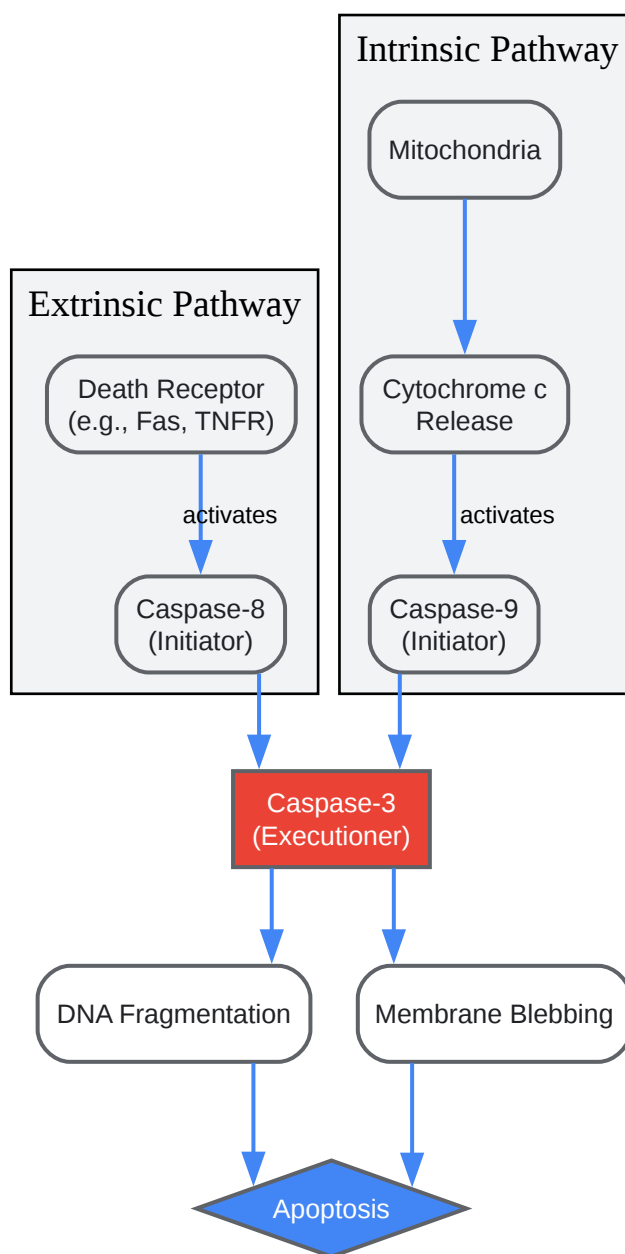 Intrinsic Pathway
Mitochondria
Extrinsic Pathway
Death Receptor
(e.g., Fas, TNFR)
Cytochrome c
Release
activates
activates
Caspase-8
(Initiator)
Caspase-9
(Initiator)
Caspase-3
(Executioner)
DNA Fragmentation
Membrane Blebbing
Apoptosis